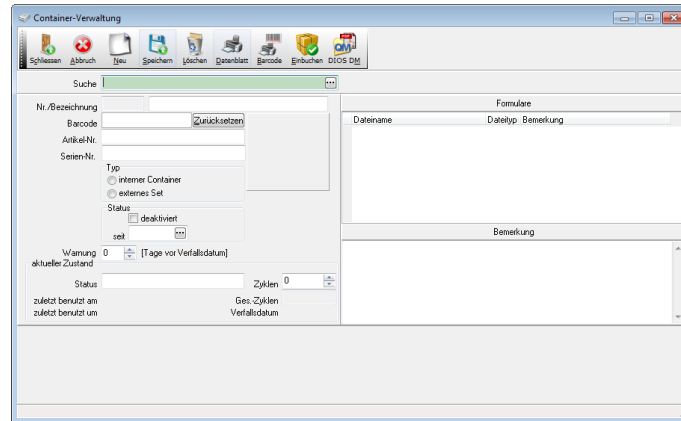 Container-Verwaltung
QM
Schliessen Abbruch Neu Speichern Löschen Datenblatt Barcode Einbuchen DIOS DM
Suche
Nr./Bezeichnung
Barcode Zurücksetzen
Artikel-Nr.
Serien-Nr.
Typ
interner Container
externes Set
Status
deaktiviert
seit
Warnung 0 [Tage vor Verfallsdatum]
aktueller Zustand
Status Zyklen 0
zuletzt benutzt am Ges.-Zyklen
zuletzt benutzt um Verfallsdatum
Formulare
Dateiname Dateityp Bemerkung
Bemerkung